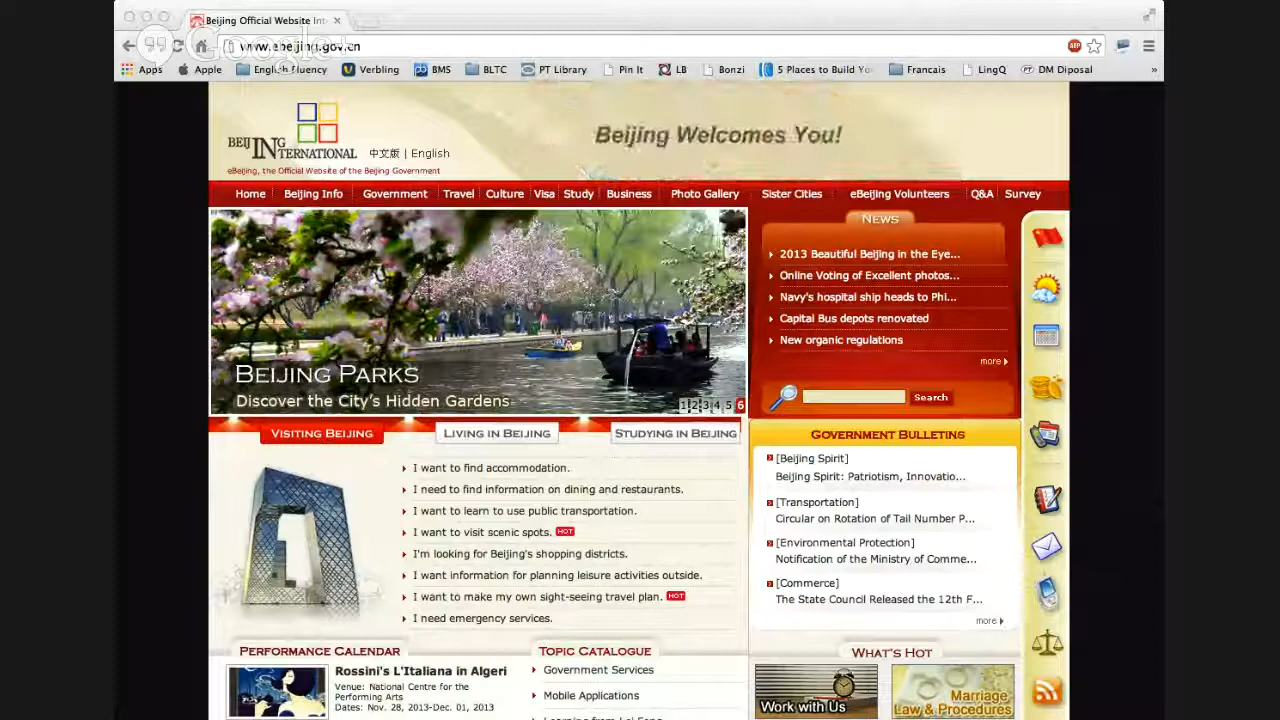 Beijing Official Website Int
Google+
www.ebeijing.gov.cn
ABP
Apps
Apple
English Fluency
Verbling
BMS
BLTC
PT Library
Pin It
LB
Bonzi
5 Places to Build Yo
Francais
LingQ
DM Diposal
»
BEIJING INTERNATIONAL
中文版 | English
eBeijing, the Official Website of the Beijing Government
Beijing Welcomes You!
Home
Beijing Info
Government
Travel
Culture
Visa
Study
Business
Photo Gallery
Sister Cities
eBeijing Volunteers
Q&A
Survey
BEIJING PARKS
Discover the City's Hidden Gardens
1 2 3 4 5 6
NEWS
2013 Beautiful Beijing in the Eye...
Online Voting of Excellent photos...
Navy's hospital ship heads to Phi...
Capital Bus depots renovated
New organic regulations
more
Search
VISITING BEIJING
LIVING IN BEIJING
STUDYING IN BEIJING
I want to find accommodation.
I need to find information on dining and restaurants.
I want to learn to use public transportation.
I want to visit scenic spots. HOT
I'm looking for Beijing's shopping districts.
I want information for planning leisure activities outside.
I want to make my own sight-seeing travel plan. HOT
I need emergency services.
GOVERNMENT BULLETINS
[Beijing Spirit]
Beijing Spirit: Patriotism, Innovatio...
[Transportation]
Circular on Rotation of Tail Number P...
[Environmental Protection]
Notification of the Ministry of Comme...
[Commerce]
The State Council Released the 12th F...
more
PERFORMANCE CALENDAR
Rossini's L'Italiana in Algeri
Venue: National Centre for the
Performing Arts
Dates: Nov. 28, 2013-Dec. 01, 2013
TOPIC CATALOGUE
Government Services
Mobile Applications
Learning from Lei Feng
WHAT'S HOT
Work with Us
Marriage
Law & Procedures